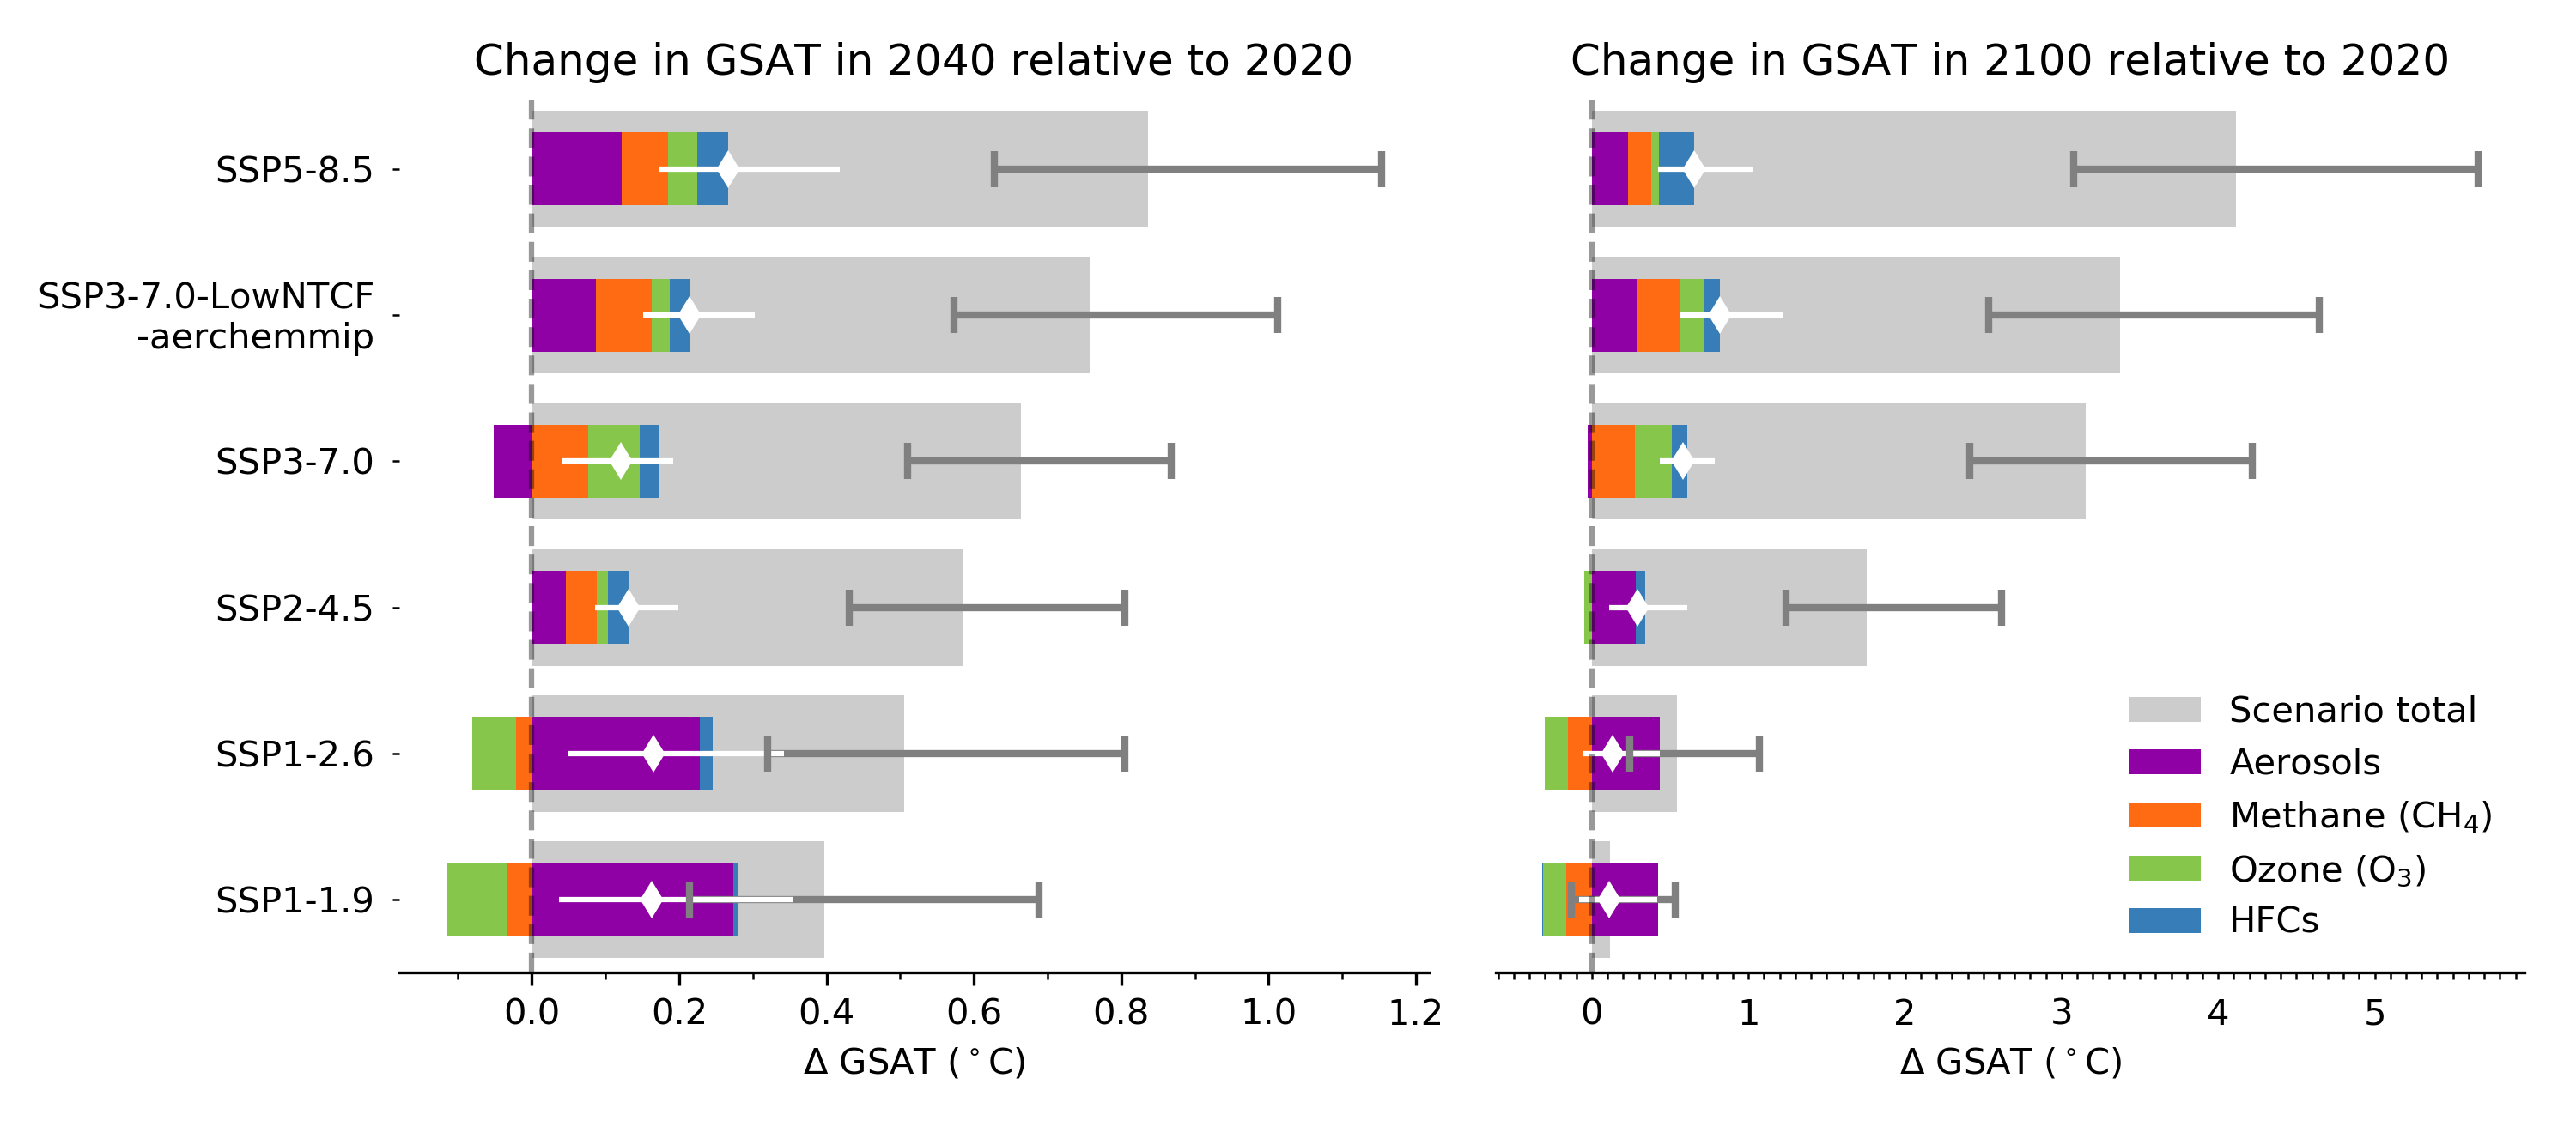 Change in GSAT in 2040 relative to 2020
Change in GSAT in 2100 relative to 2020
SSP5-8.5
SSP3-7.0-LowNTCF
-aerchemmip
SSP3-7.0
SSP2-4.5
SSP1-2.6
SSP1-1.9
Scenario total
Aerosols
Methane (CH₄)
Ozone (O₃)
HFCs
0.0 0.2 0.4 0.6 0.8 1.0 1.2
0 1 2 3 4 5
Δ GSAT (°C)
Δ GSAT (°C)